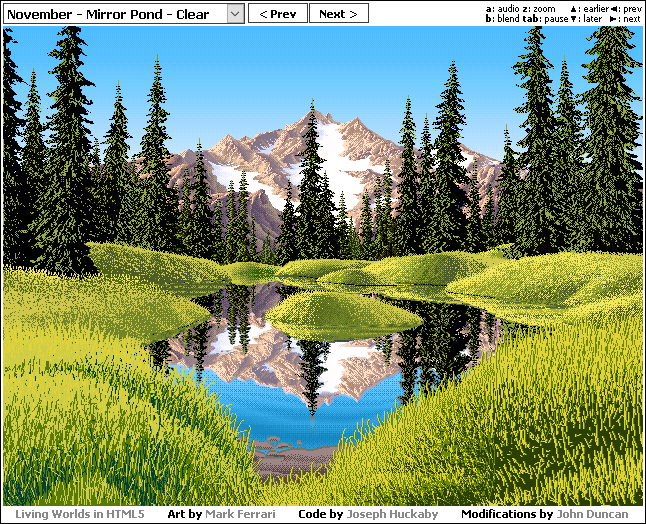 November - Mirror Pond - Clear < Prev Next >
a: audio z: zoom ▲: earlier ◄: prev
b: blend tab: pause ▼: later ►: next
Living Worlds in HTML5 Art by Mark Ferrari Code by Joseph Huckaby Modifications by John Duncan